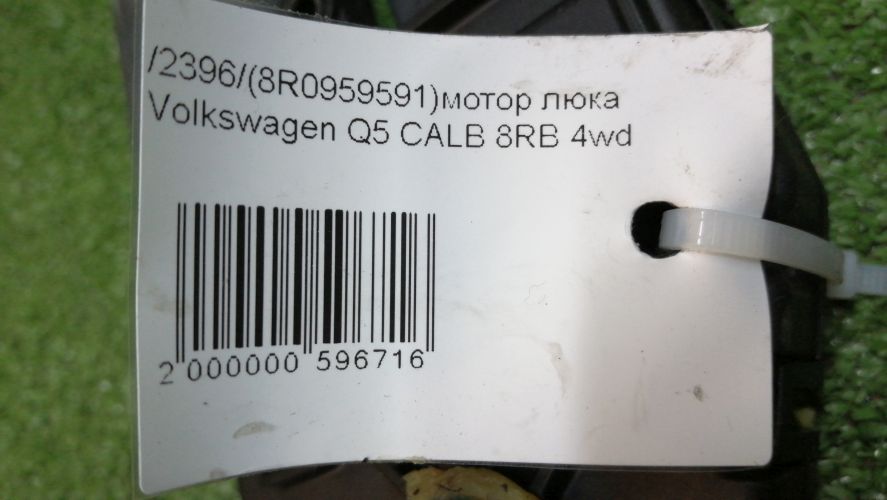 /2396/(8R0959591)мотор люка
Volkswagen Q5 CALB 8RB 4wd
2 000000 596716